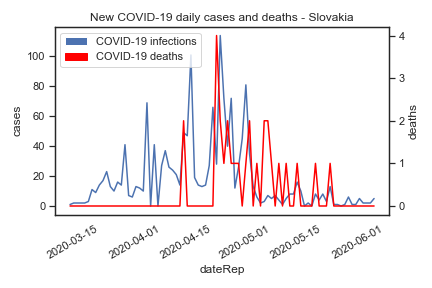 New COVID-19 daily cases and deaths - Slovakia
COVID-19 infections
COVID-19 deaths
cases
100
80
60
40
20
0
deaths
4
3
2
1
0
2020-03-15
2020-04-01
2020-04-15
2020-05-01
2020-05-15
2020-06-01
dateRep